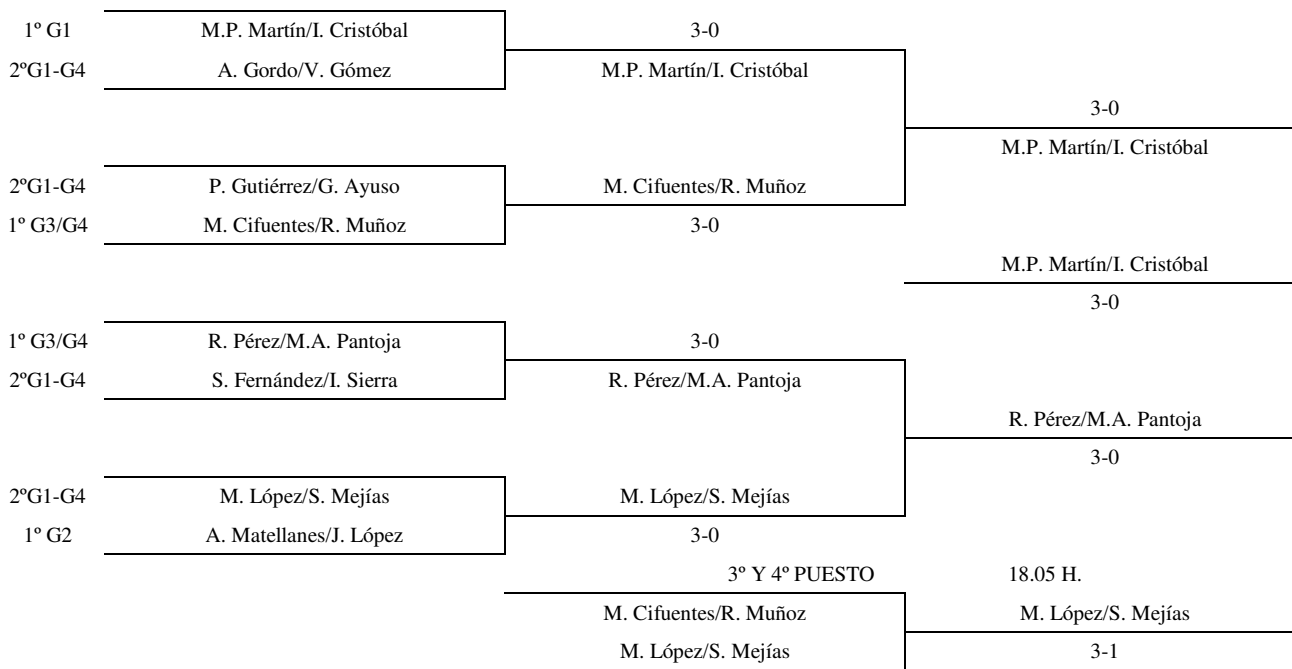 1º G1 M.P. Martín/I. Cristóbal 3-0
2ºG1-G4 A. Gordo/V. Gómez M.P. Martín/I. Cristóbal
3-0
M.P. Martín/I. Cristóbal
2ºG1-G4 P. Gutiérrez/G. Ayuso M. Cifuentes/R. Muñoz
1º G3/G4 M. Cifuentes/R. Muñoz 3-0
M.P. Martín/I. Cristóbal
3-0
1º G3/G4 R. Pérez/M.A. Pantoja 3-0
2ºG1-G4 S. Fernández/I. Sierra R. Pérez/M.A. Pantoja
R. Pérez/M.A. Pantoja
3-0
2ºG1-G4 M. López/S. Mejías M. López/S. Mejías
1º G2 A. Matellanes/J. López 3-0
3º Y 4º PUESTO 18.05 H.
M. Cifuentes/R. Muñoz M. López/S. Mejías
M. López/S. Mejías 3-1